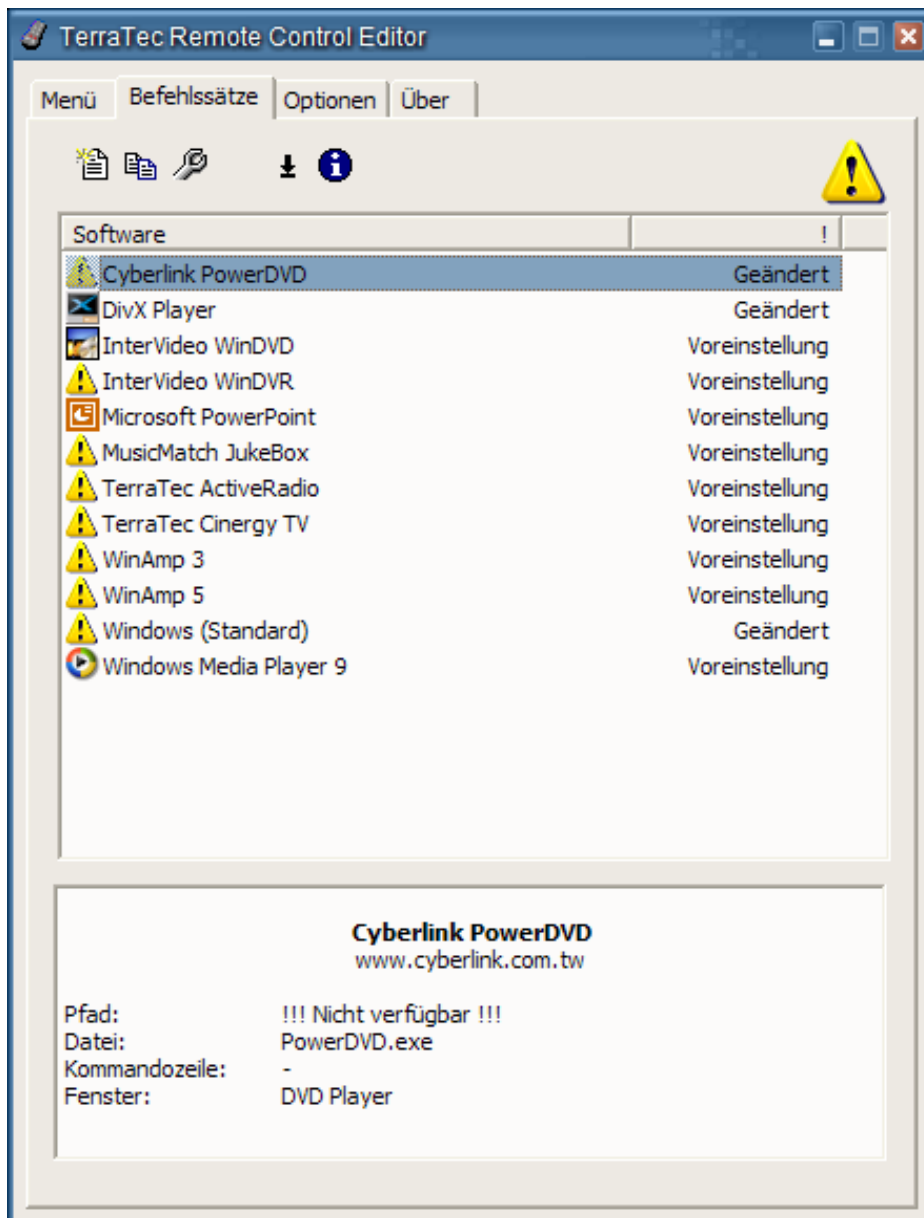 TerraTec Remote Control Editor
Menü Befehlssätze Optionen Über
Software !
Cyberlink PowerDVD Geändert
DivX Player Geändert
InterVideo WinDVD Voreinstellung
InterVideo WinDVR Voreinstellung
Microsoft PowerPoint Voreinstellung
MusicMatch JukeBox Voreinstellung
TerraTec ActiveRadio Voreinstellung
TerraTec Cinergy TV Voreinstellung
WinAmp 3 Voreinstellung
WinAmp 5 Voreinstellung
Windows (Standard) Geändert
Windows Media Player 9 Voreinstellung
Cyberlink PowerDVD
www.cyberlink.com.tw
Pfad: !!! Nicht verfügbar !!!
Datei: PowerDVD.exe
Kommandozeile: -
Fenster: DVD Player